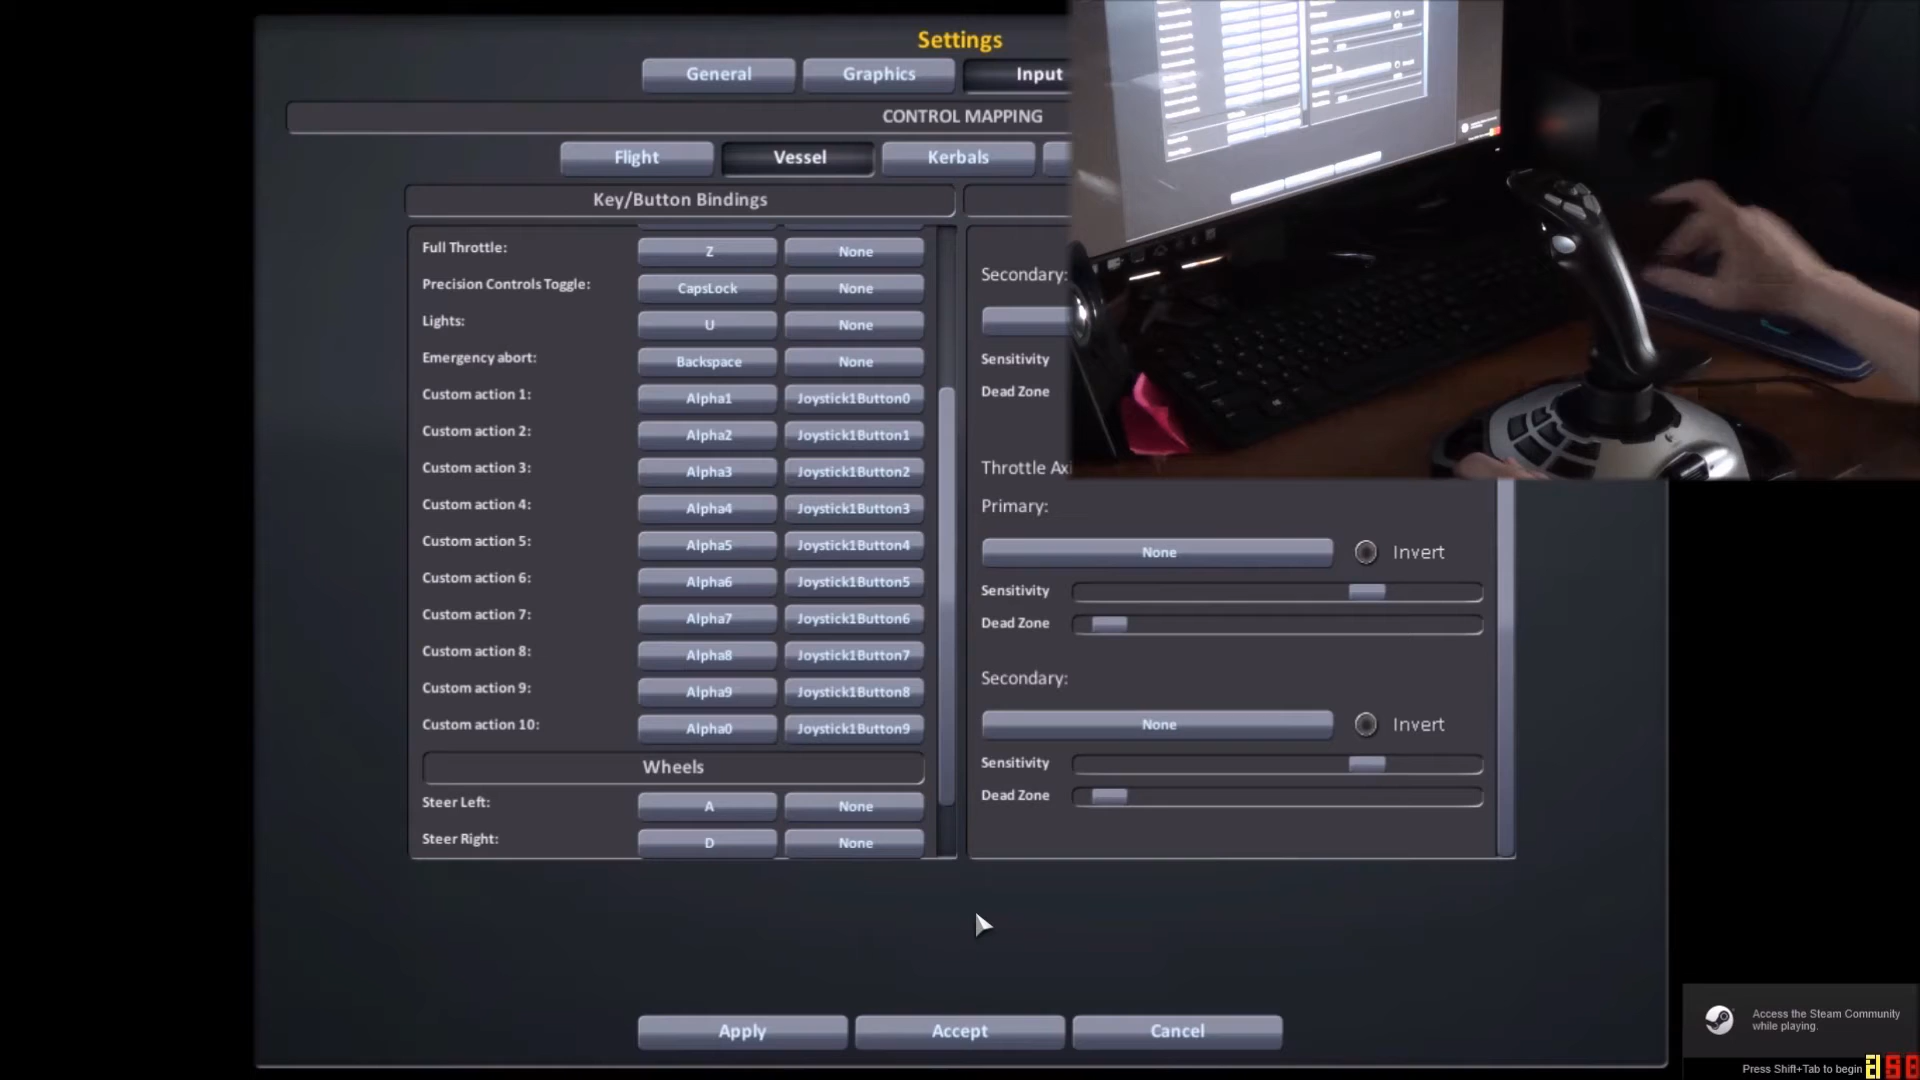 Settings
General Graphics Input
CONTROL MAPPING
Flight Vessel Kerbals
Key/Button Bindings
Full Throttle: Z None
Precision Controls Toggle: CapsLock None
Lights: U None
Emergency abort: Backspace None
Custom action 1: Alpha1 Joystick1Button0
Custom action 2: Alpha2 Joystick1Button1
Custom action 3: Alpha3 Joystick1Button2
Custom action 4: Alpha4 Joystick1Button3
Custom action 5: Alpha5 Joystick1Button4
Custom action 6: Alpha6 Joystick1Button5
Custom action 7: Alpha7 Joystick1Button6
Custom action 8: Alpha8 Joystick1Button7
Custom action 9: Alpha9 Joystick1Button8
Custom action 10: Alpha0 Joystick1Button9
Wheels
Steer Left: A None
Steer Right: D None
Secondary:
Sensitivity
Dead Zone
Throttle Axi
Primary:
None Invert
Sensitivity
Dead Zone
Secondary:
None Invert
Sensitivity
Dead Zone
Apply Accept Cancel
Access the Steam Community
while playing.
Press Shift+Tab to begin